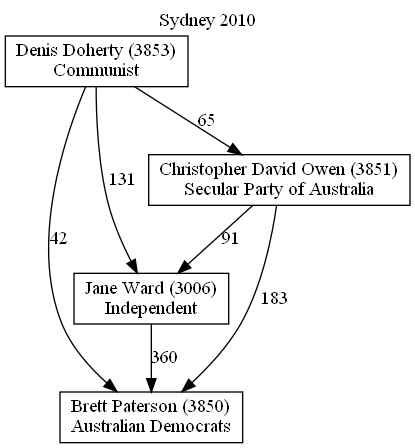 Sydney 2010
Denis Doherty (3853)
Communist
65
Christopher David Owen (3851)
Secular Party of Australia
131
42
91
Jane Ward (3006)
Independent
183
360
Brett Paterson (3850)
Australian Democrats